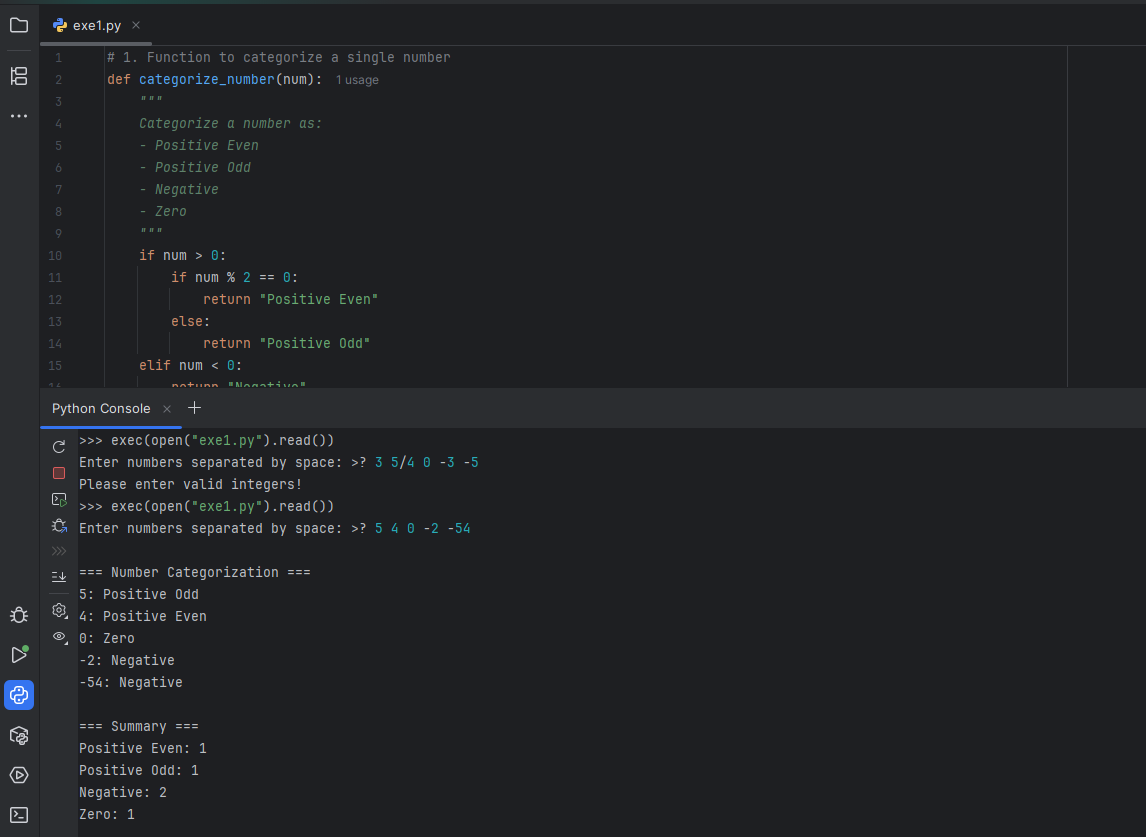 exe1.py
1 # 1. Function to categorize a single number
2 def categorize_number(num): 1 usage
3 """
4 Categorize a number as:
5 - Positive Even
6 - Positive Odd
7 - Negative
8 - Zero
9 """
10 if num > 0:
11 if num % 2 == 0:
12 return "Positive Even"
13 else:
14 return "Positive Odd"
15 elif num < 0:
16 return "Negative"
Python Console
>>> exec(open("exe1.py").read())
Enter numbers separated by space: >? 3 5/4 0 -3 -5
Please enter valid integers!
>>> exec(open("exe1.py").read())
Enter numbers separated by space: >? 5 4 0 -2 -54
=== Number Categorization ===
5: Positive Odd
4: Positive Even
0: Zero
-2: Negative
-54: Negative
=== Summary ===
Positive Even: 1
Positive Odd: 1
Negative: 2
Zero: 1